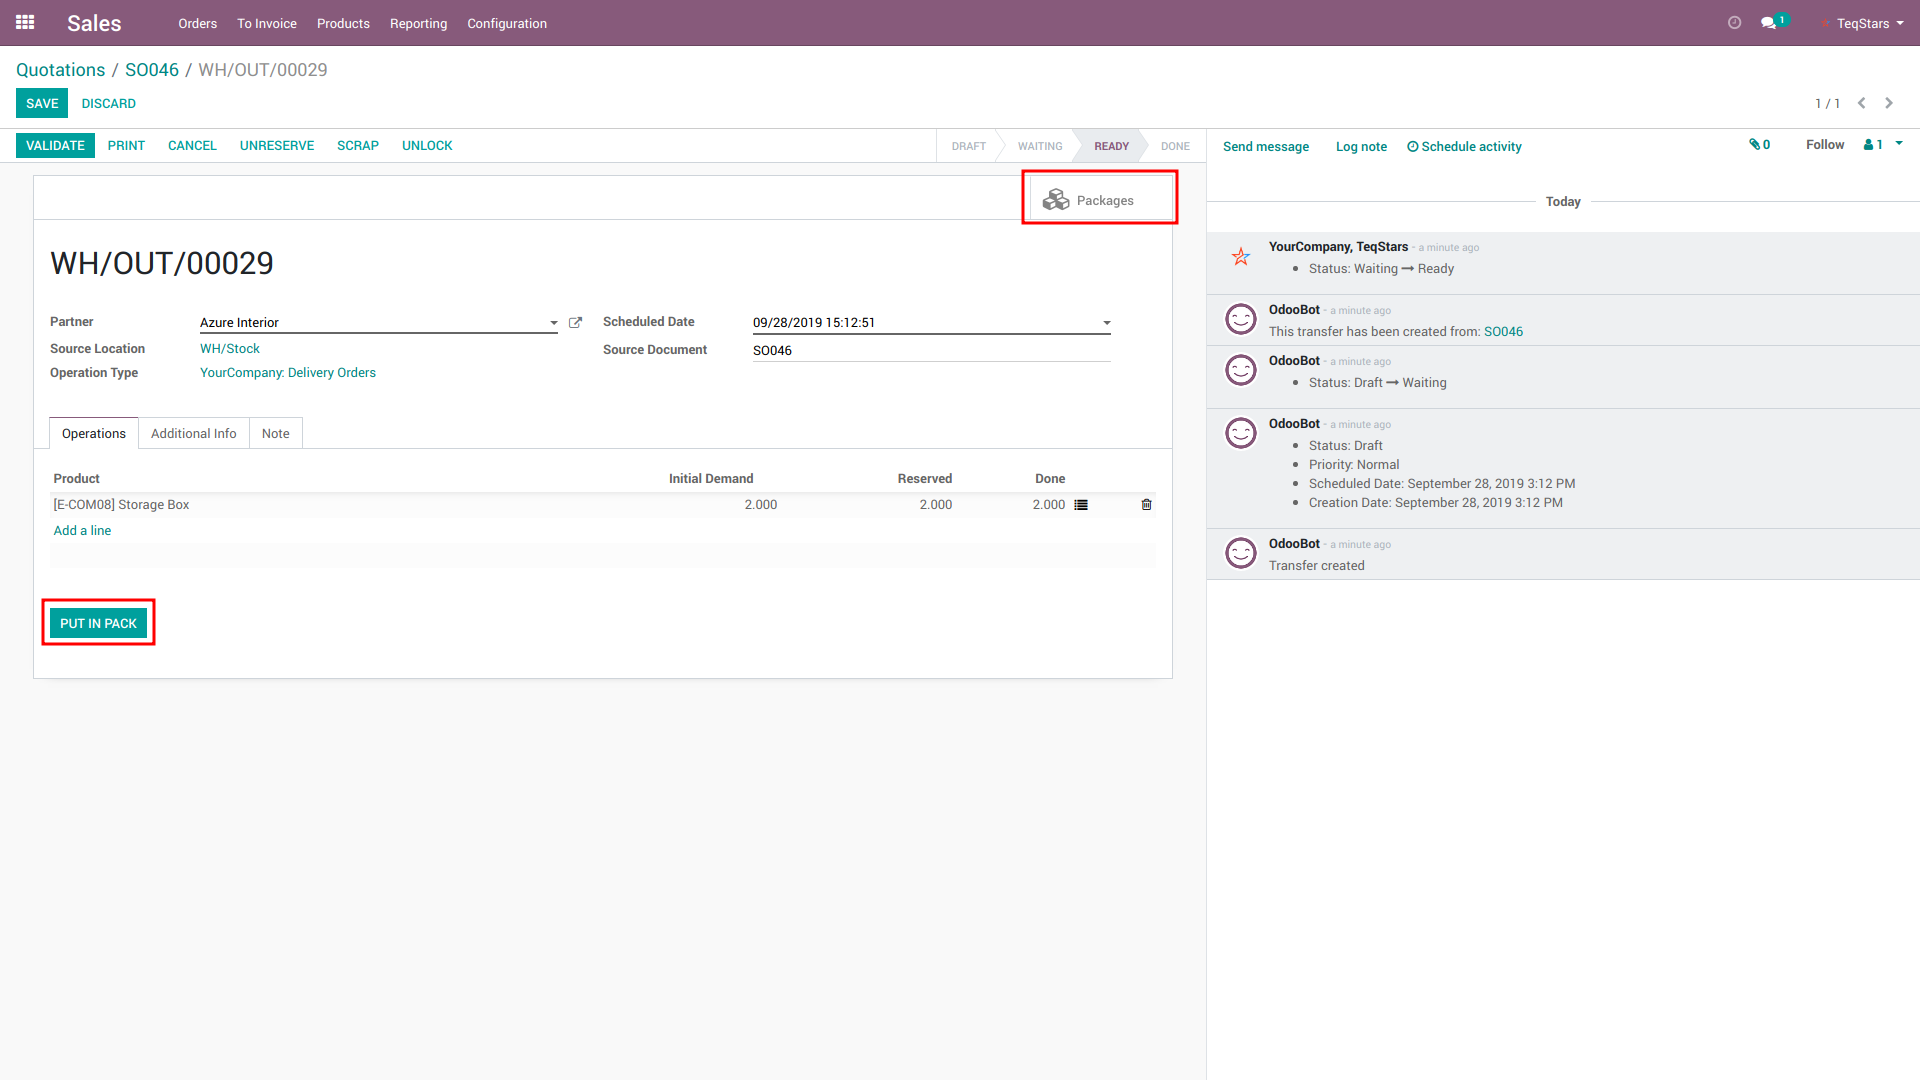 Sales Orders To Invoice Products Reporting Configuration 1 TeqStars
Quotations / SO046 / WH/OUT/00029
SAVE DISCARD 1 / 1
VALIDATE PRINT CANCEL UNRESERVE SCRAP UNLOCK DRAFT WAITING READY DONE
Packages
WH/OUT/00029
Partner Azure Interior Scheduled Date 09/28/2019 15:12:51
Source Location WH/Stock Source Document SO046
Operation Type YourCompany: Delivery Orders
Operations Additional Info Note
Product Initial Demand Reserved Done
[E-COM08] Storage Box 2.000 2.000 2.000
Add a line
PUT IN PACK
Send message Log note Schedule activity 0 Follow 1
Today
YourCompany, TeqStars - a minute ago
Status: Waiting → Ready
OdooBot - a minute ago
This transfer has been created from: SO046
OdooBot - a minute ago
Status: Draft → Waiting
OdooBot - a minute ago
Status: Draft
Priority: Normal
Scheduled Date: September 28, 2019 3:12 PM
Creation Date: September 28, 2019 3:12 PM
OdooBot - a minute ago
Transfer created